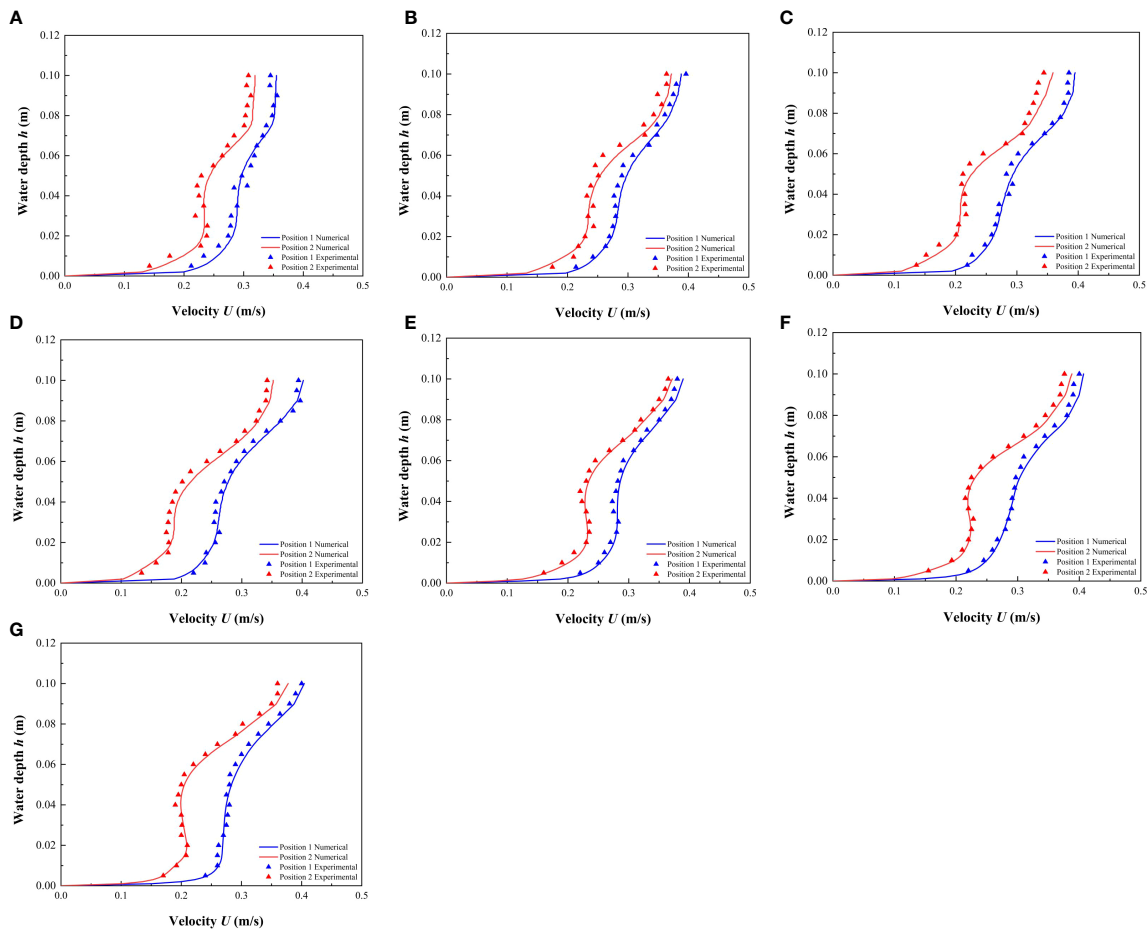 A
0.12
0.10
0.08
0.06
0.04
0.02
0.00
Water depth h (m)
Position 1 Numerical
Position 2 Numerical
Position 1 Experimental
Position 2 Experimental
0.0 0.1 0.2 0.3 0.4 0.5
Velocity U (m/s)
B
0.12
0.10
0.08
0.06
0.04
0.02
0.00
Water depth h (m)
Position 1 Numerical
Position 2 Numerical
Position 1 Experimental
Position 2 Experimental
0.0 0.1 0.2 0.3 0.4 0.5
Velocity U (m/s)
C
0.12
0.10
0.08
0.06
0.04
0.02
0.00
Water depth h (m)
Position 1 Numerical
Position 2 Numerical
Position 1 Experimental
Position 2 Experimental
0.0 0.1 0.2 0.3 0.4 0.5
Velocity U (m/s)
D
0.12
0.10
0.08
0.06
0.04
0.02
0.00
Water depth h (m)
Position 1 Numerical
Position 2 Numerical
Position 1 Experimental
Position 2 Experimental
0.0 0.1 0.2 0.3 0.4 0.5
Velocity U (m/s)
E
0.12
0.10
0.08
0.06
0.04
0.02
0.00
Water depth h (m)
Position 1 Numerical
Position 2 Numerical
Position 1 Experimental
Position 2 Experimental
0.0 0.1 0.2 0.3 0.4 0.5
Velocity U (m/s)
F
0.12
0.10
0.08
0.06
0.04
0.02
0.00
Water depth h (m)
Position 1 Numerical
Position 2 Numerical
Position 1 Experimental
Position 2 Experimental
0.0 0.1 0.2 0.3 0.4 0.5
Velocity U (m/s)
G
0.12
0.10
0.08
0.06
0.04
0.02
0.00
Water depth h (m)
Position 1 Numerical
Position 2 Numerical
Position 1 Experimental
Position 2 Experimental
0.0 0.1 0.2 0.3 0.4 0.5
Velocity U (m/s)